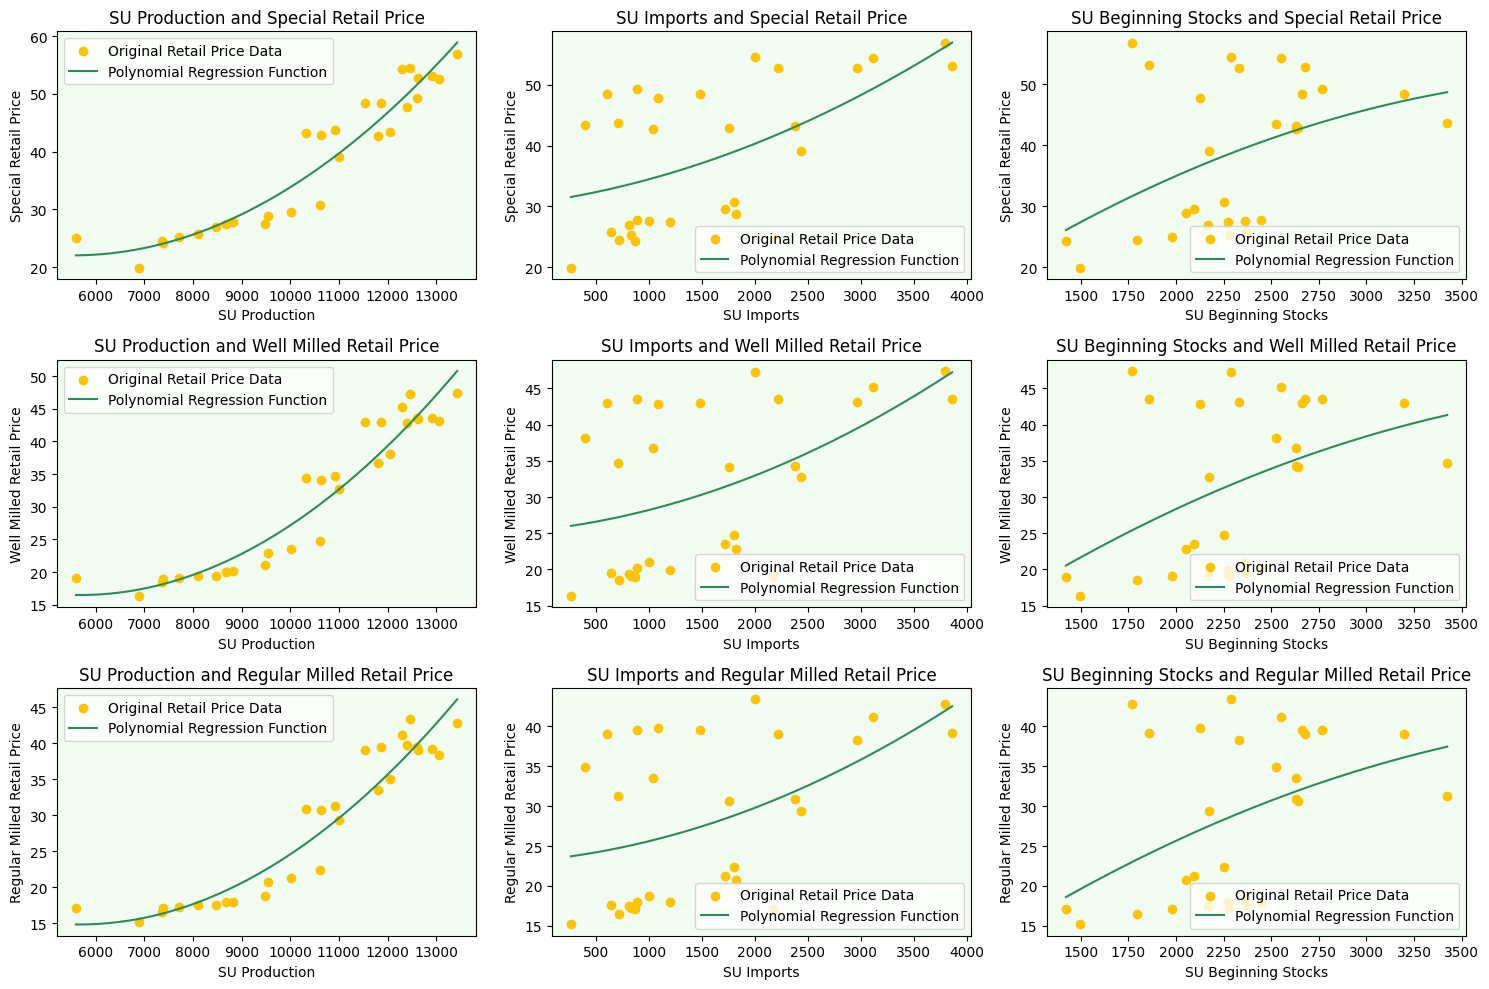 SU Production and Special Retail Price
Special Retail Price
60
50
40
30
20
Original Retail Price Data
Polynomial Regression Function
6000 7000 8000 9000 10000 11000 12000 13000
SU Production
SU Imports and Special Retail Price
Special Retail Price
50
40
30
20
Original Retail Price Data
Polynomial Regression Function
500 1000 1500 2000 2500 3000 3500 4000
SU Imports
SU Beginning Stocks and Special Retail Price
Special Retail Price
50
40
30
20
Original Retail Price Data
Polynomial Regression Function
1500 1750 2000 2250 2500 2750 3000 3250 3500
SU Beginning Stocks
SU Production and Well Milled Retail Price
Well Milled Retail Price
50
45
40
35
30
25
20
15
Original Retail Price Data
Polynomial Regression Function
6000 7000 8000 9000 10000 11000 12000 13000
SU Production
SU Imports and Well Milled Retail Price
Well Milled Retail Price
45
40
35
30
25
20
15
Original Retail Price Data
Polynomial Regression Function
500 1000 1500 2000 2500 3000 3500 4000
SU Imports
SU Beginning Stocks and Well Milled Retail Price
Well Milled Retail Price
45
40
35
30
25
20
15
Original Retail Price Data
Polynomial Regression Function
1500 1750 2000 2250 2500 2750 3000 3250 3500
SU Beginning Stocks
SU Production and Regular Milled Retail Price
Regular Milled Retail Price
45
40
35
30
25
20
15
Original Retail Price Data
Polynomial Regression Function
6000 7000 8000 9000 10000 11000 12000 13000
SU Production
SU Imports and Regular Milled Retail Price
Regular Milled Retail Price
40
35
30
25
20
15
Original Retail Price Data
Polynomial Regression Function
500 1000 1500 2000 2500 3000 3500 4000
SU Imports
SU Beginning Stocks and Regular Milled Retail Price
Regular Milled Retail Price
40
35
30
25
20
15
Original Retail Price Data
Polynomial Regression Function
1500 1750 2000 2250 2500 2750 3000 3250 3500
SU Beginning Stocks